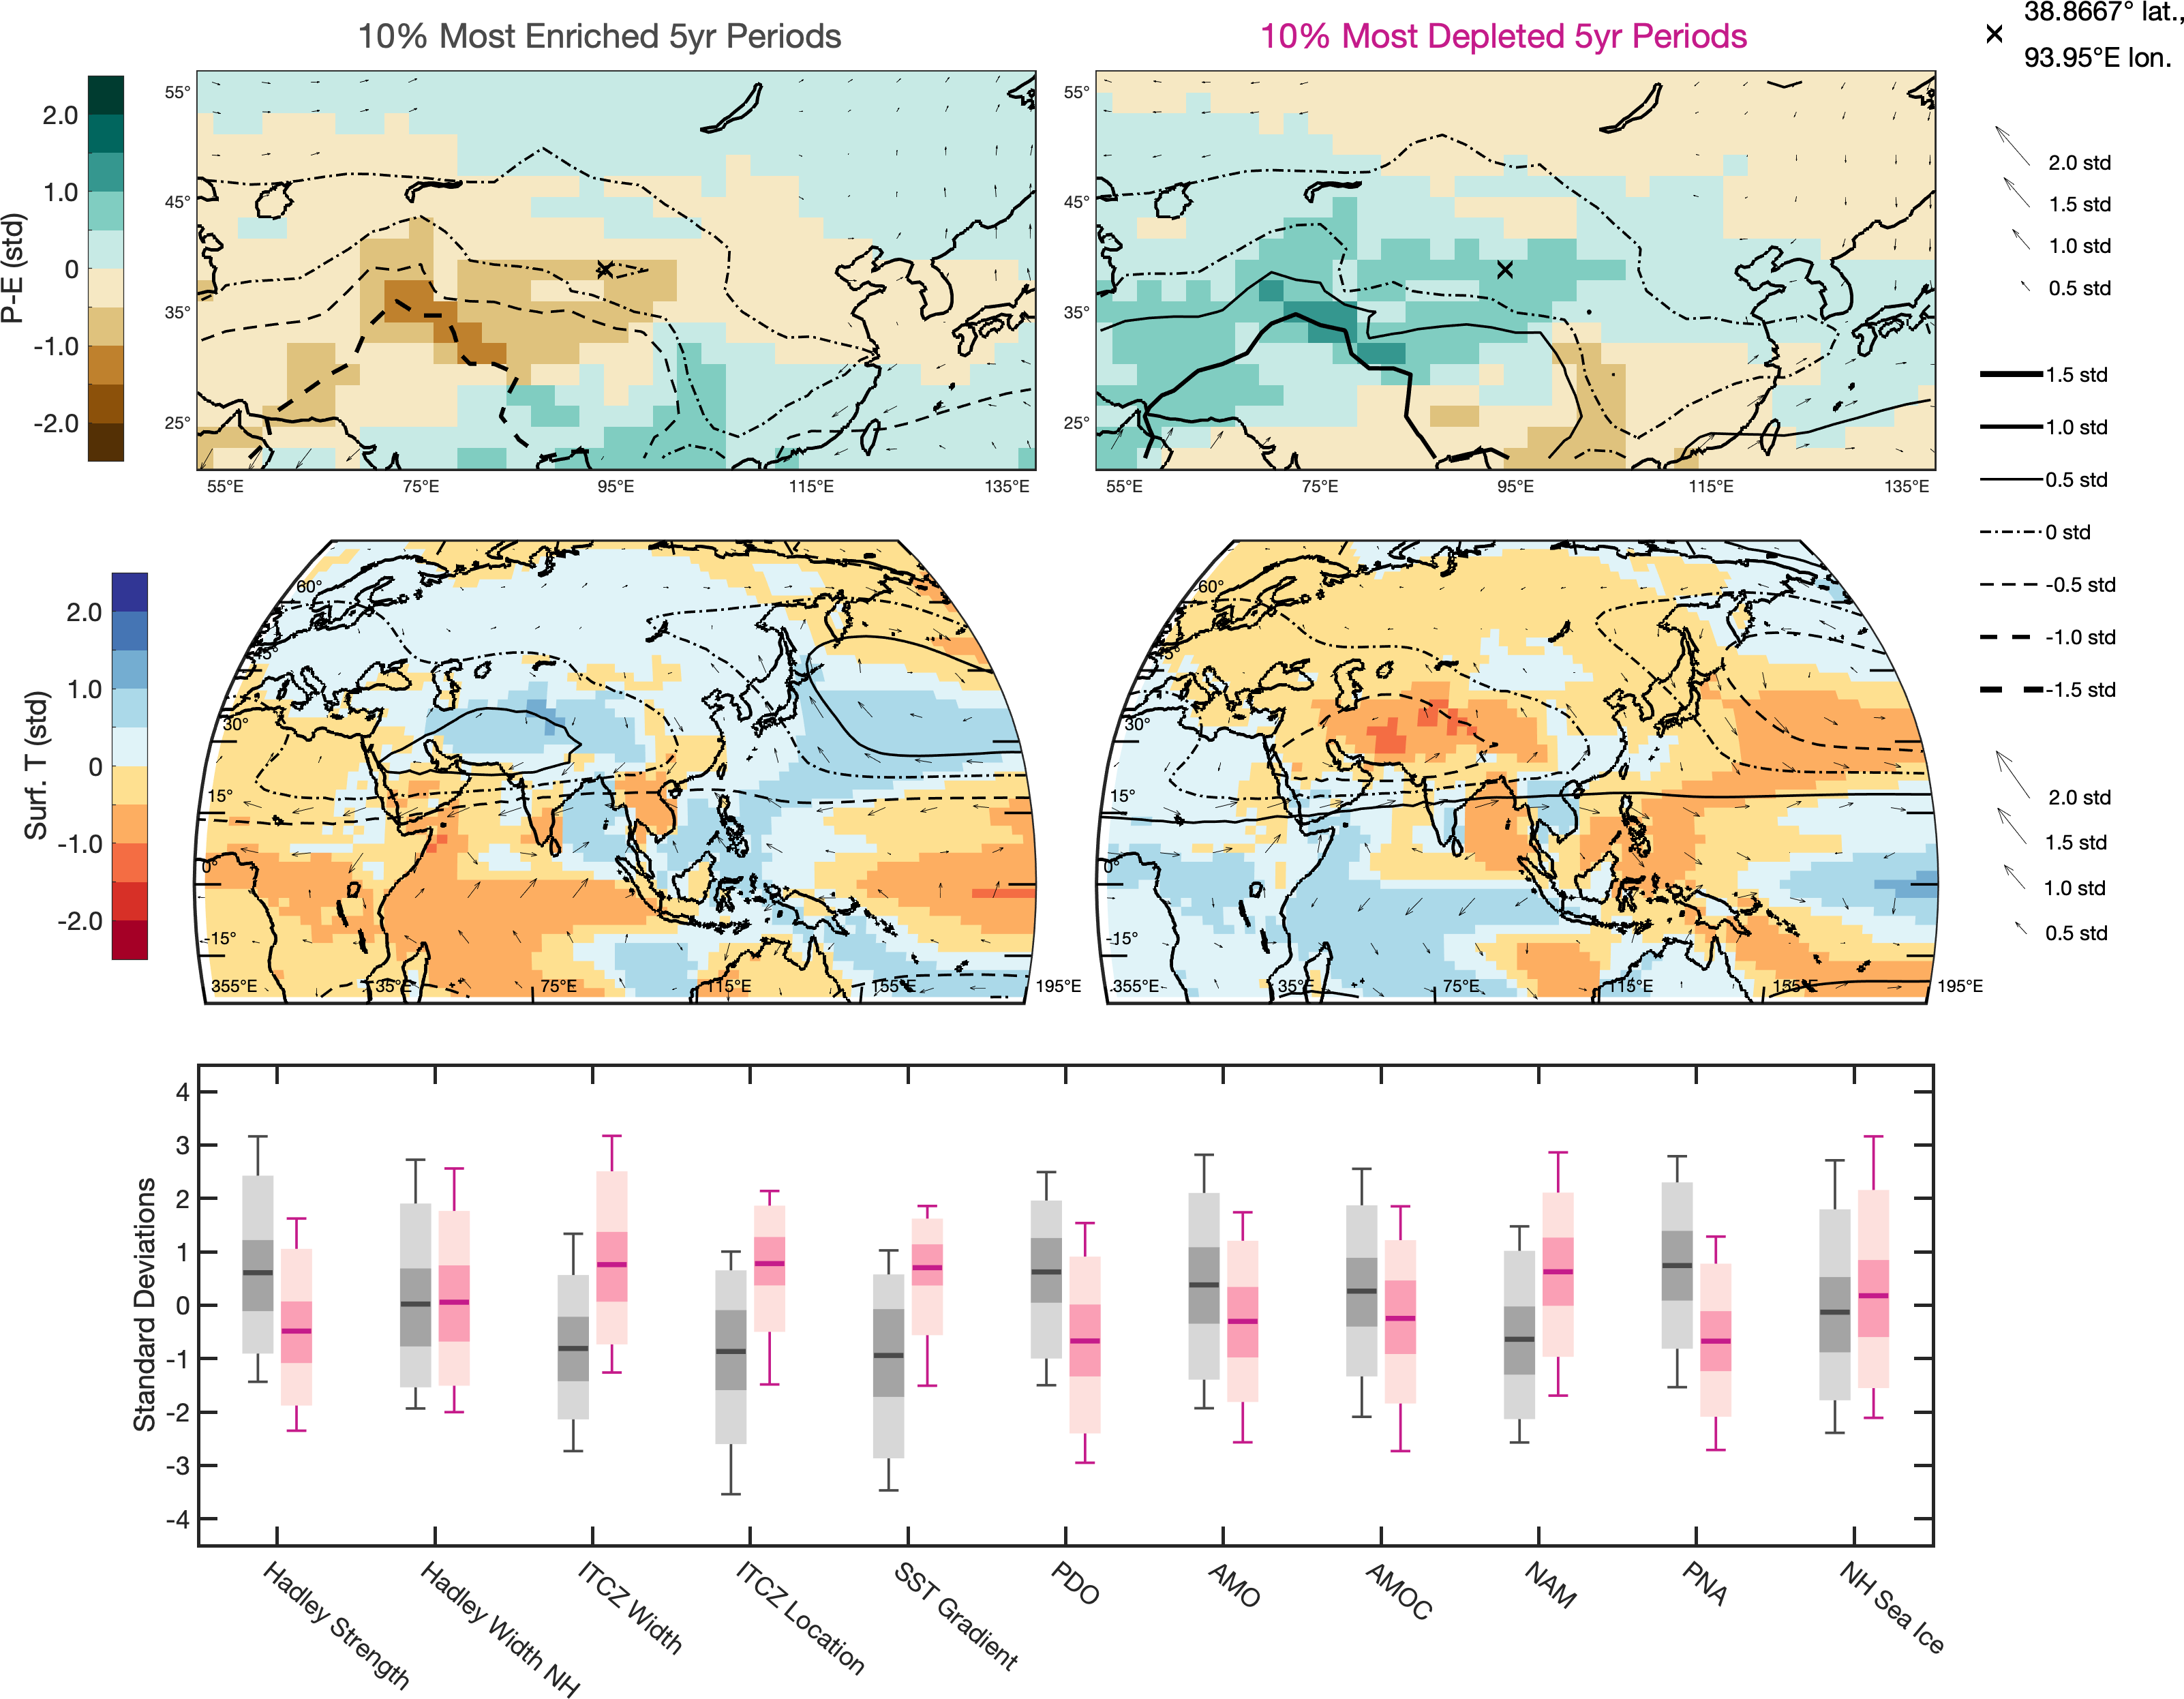 10% Most Enriched 5yr Periods
10% Most Depleted 5yr Periods
38.8667° lat.,
93.95°E lon.
P-E (std)
2.0
1.0
0
-1.0
-2.0
55°
45°
35°
25°
55°E 75°E 95°E 115°E 135°E
55°
45°
35°
25°
55°E 75°E 95°E 115°E 135°E
2.0 std
1.5 std
1.0 std
0.5 std
1.5 std
1.0 std
0.5 std
0 std
-0.5 std
-1.0 std
-1.5 std
Surf. T (std)
2.0
1.0
0
-1.0
-2.0
60°
45°
30°
15°
0°
-15°
355°E 35°E 75°E 115°E 155°E 195°E
60°
45°
30°
15°
0°
-15°
355°E 35°E 75°E 115°E 155°E 195°E
2.0 std
1.5 std
1.0 std
0.5 std
Standard Deviations
4
3
2
1
0
-1
-2
-3
-4
Hadley Strength
Hadley Width NH
ITCZ Width
ITCZ Location
SST Gradient
PDO
AMO
AMOC
NAM
PNA
NH Sea Ice